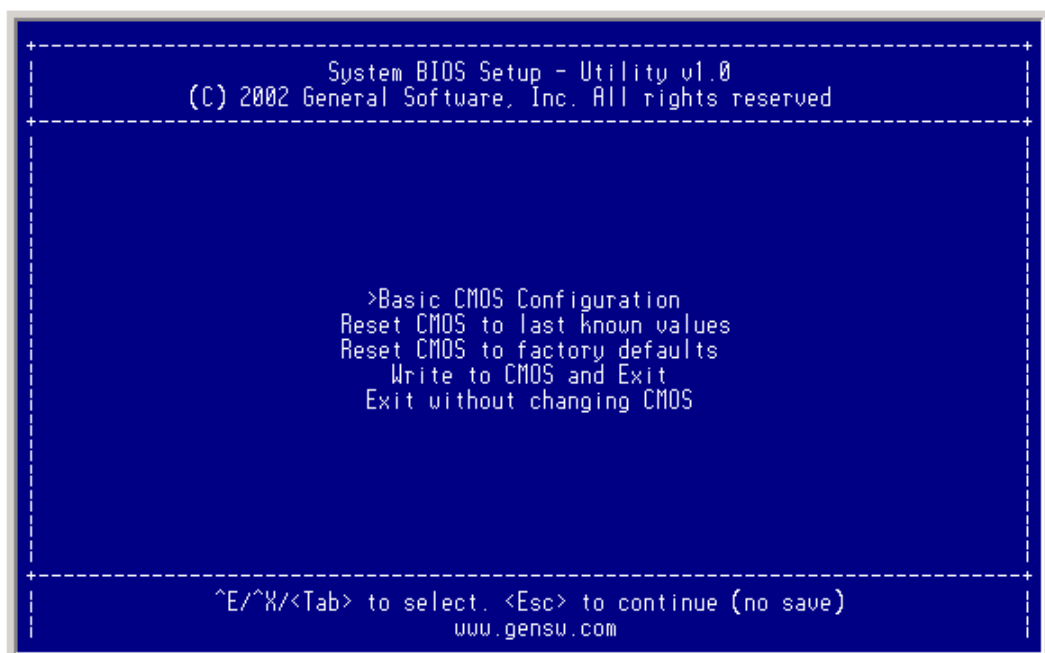 System BIOS Setup - Utility v1.0
(C) 2002 General Software, Inc. All rights reserved
>Basic CMOS Configuration
Reset CMOS to last known values
Reset CMOS to factory defaults
Write to CMOS and Exit
Exit without changing CMOS
^E/^X/<Tab> to select. <Esc> to continue (no save)
www.gensw.com